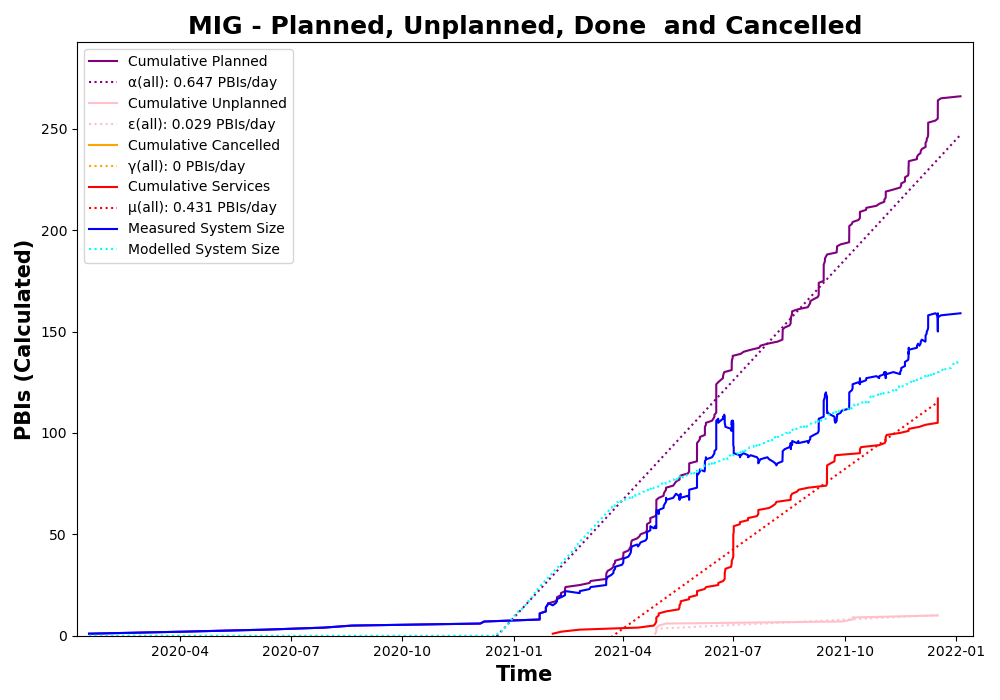 MIG - Planned, Unplanned, Done  and Cancelled
Cumulative Planned
α(all): 0.647 PBIs/day
Cumulative Unplanned
ε(all): 0.029 PBIs/day
Cumulative Cancelled
γ(all): 0 PBIs/day
Cumulative Services
μ(all): 0.431 PBIs/day
Measured System Size
Modelled System Size
PBIs (Calculated)
250
200
150
100
50
0
2020-04 2020-07 2020-10 2021-01 2021-04 2021-07 2021-10 2022-01
Time